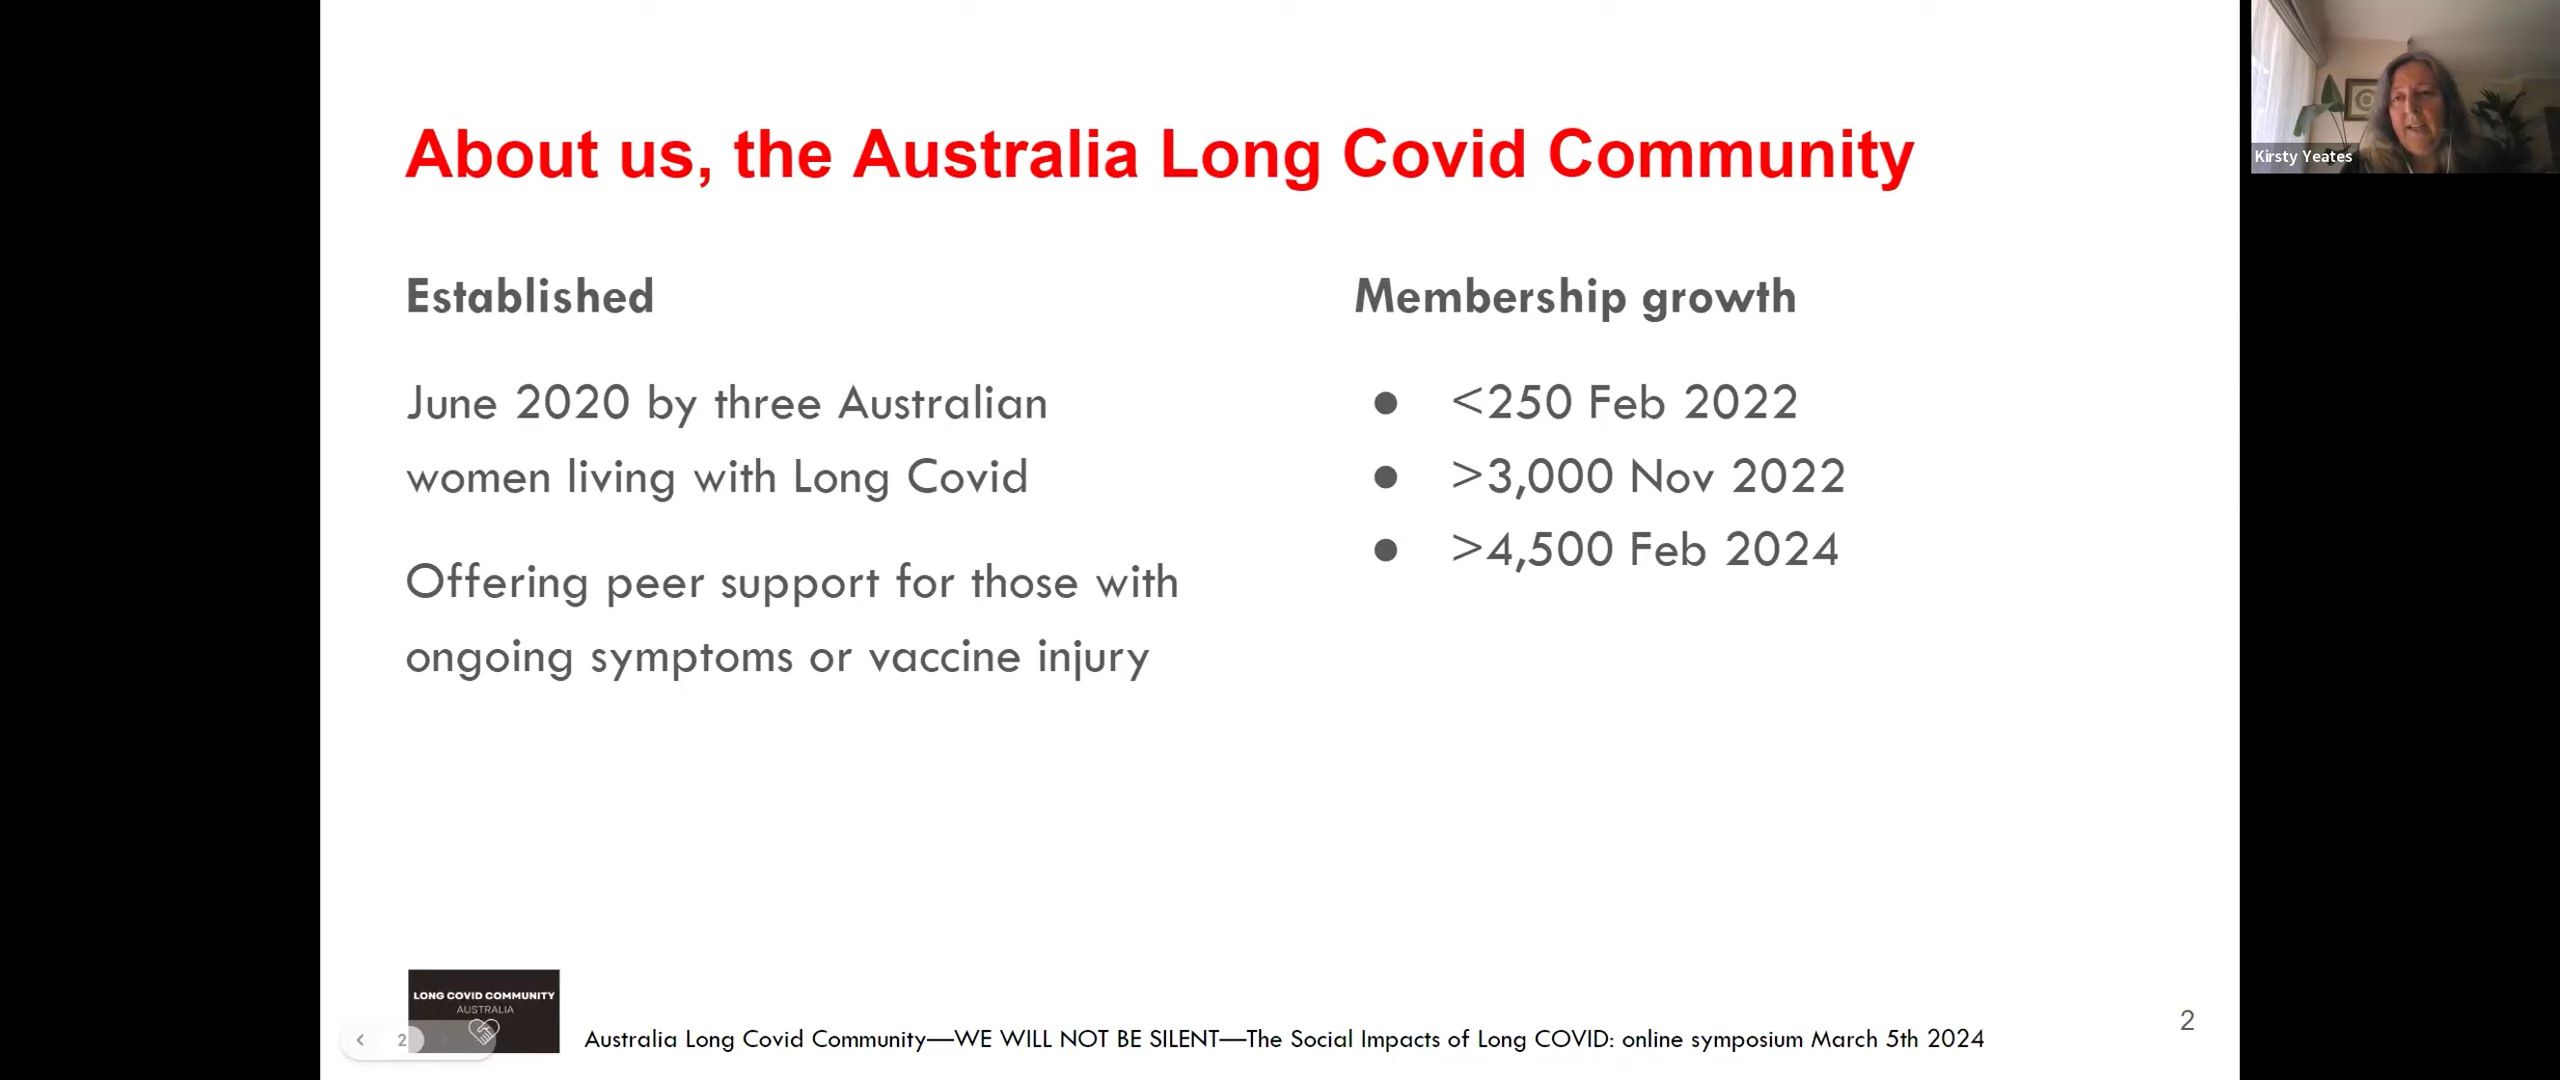 About us, the Australia Long Covid Community
Established
June 2020 by three Australian
women living with Long Covid
Offering peer support for those with
ongoing symptoms or vaccine injury
Membership growth
● <250 Feb 2022
● >3,000 Nov 2022
● >4,500 Feb 2024
LONG COVID COMMUNITY
AUSTRALIA
2
Australia Long Covid Community—WE WILL NOT BE SILENT—The Social Impacts of Long COVID: online symposium March 5th 2024
2
Kirsty Yeates